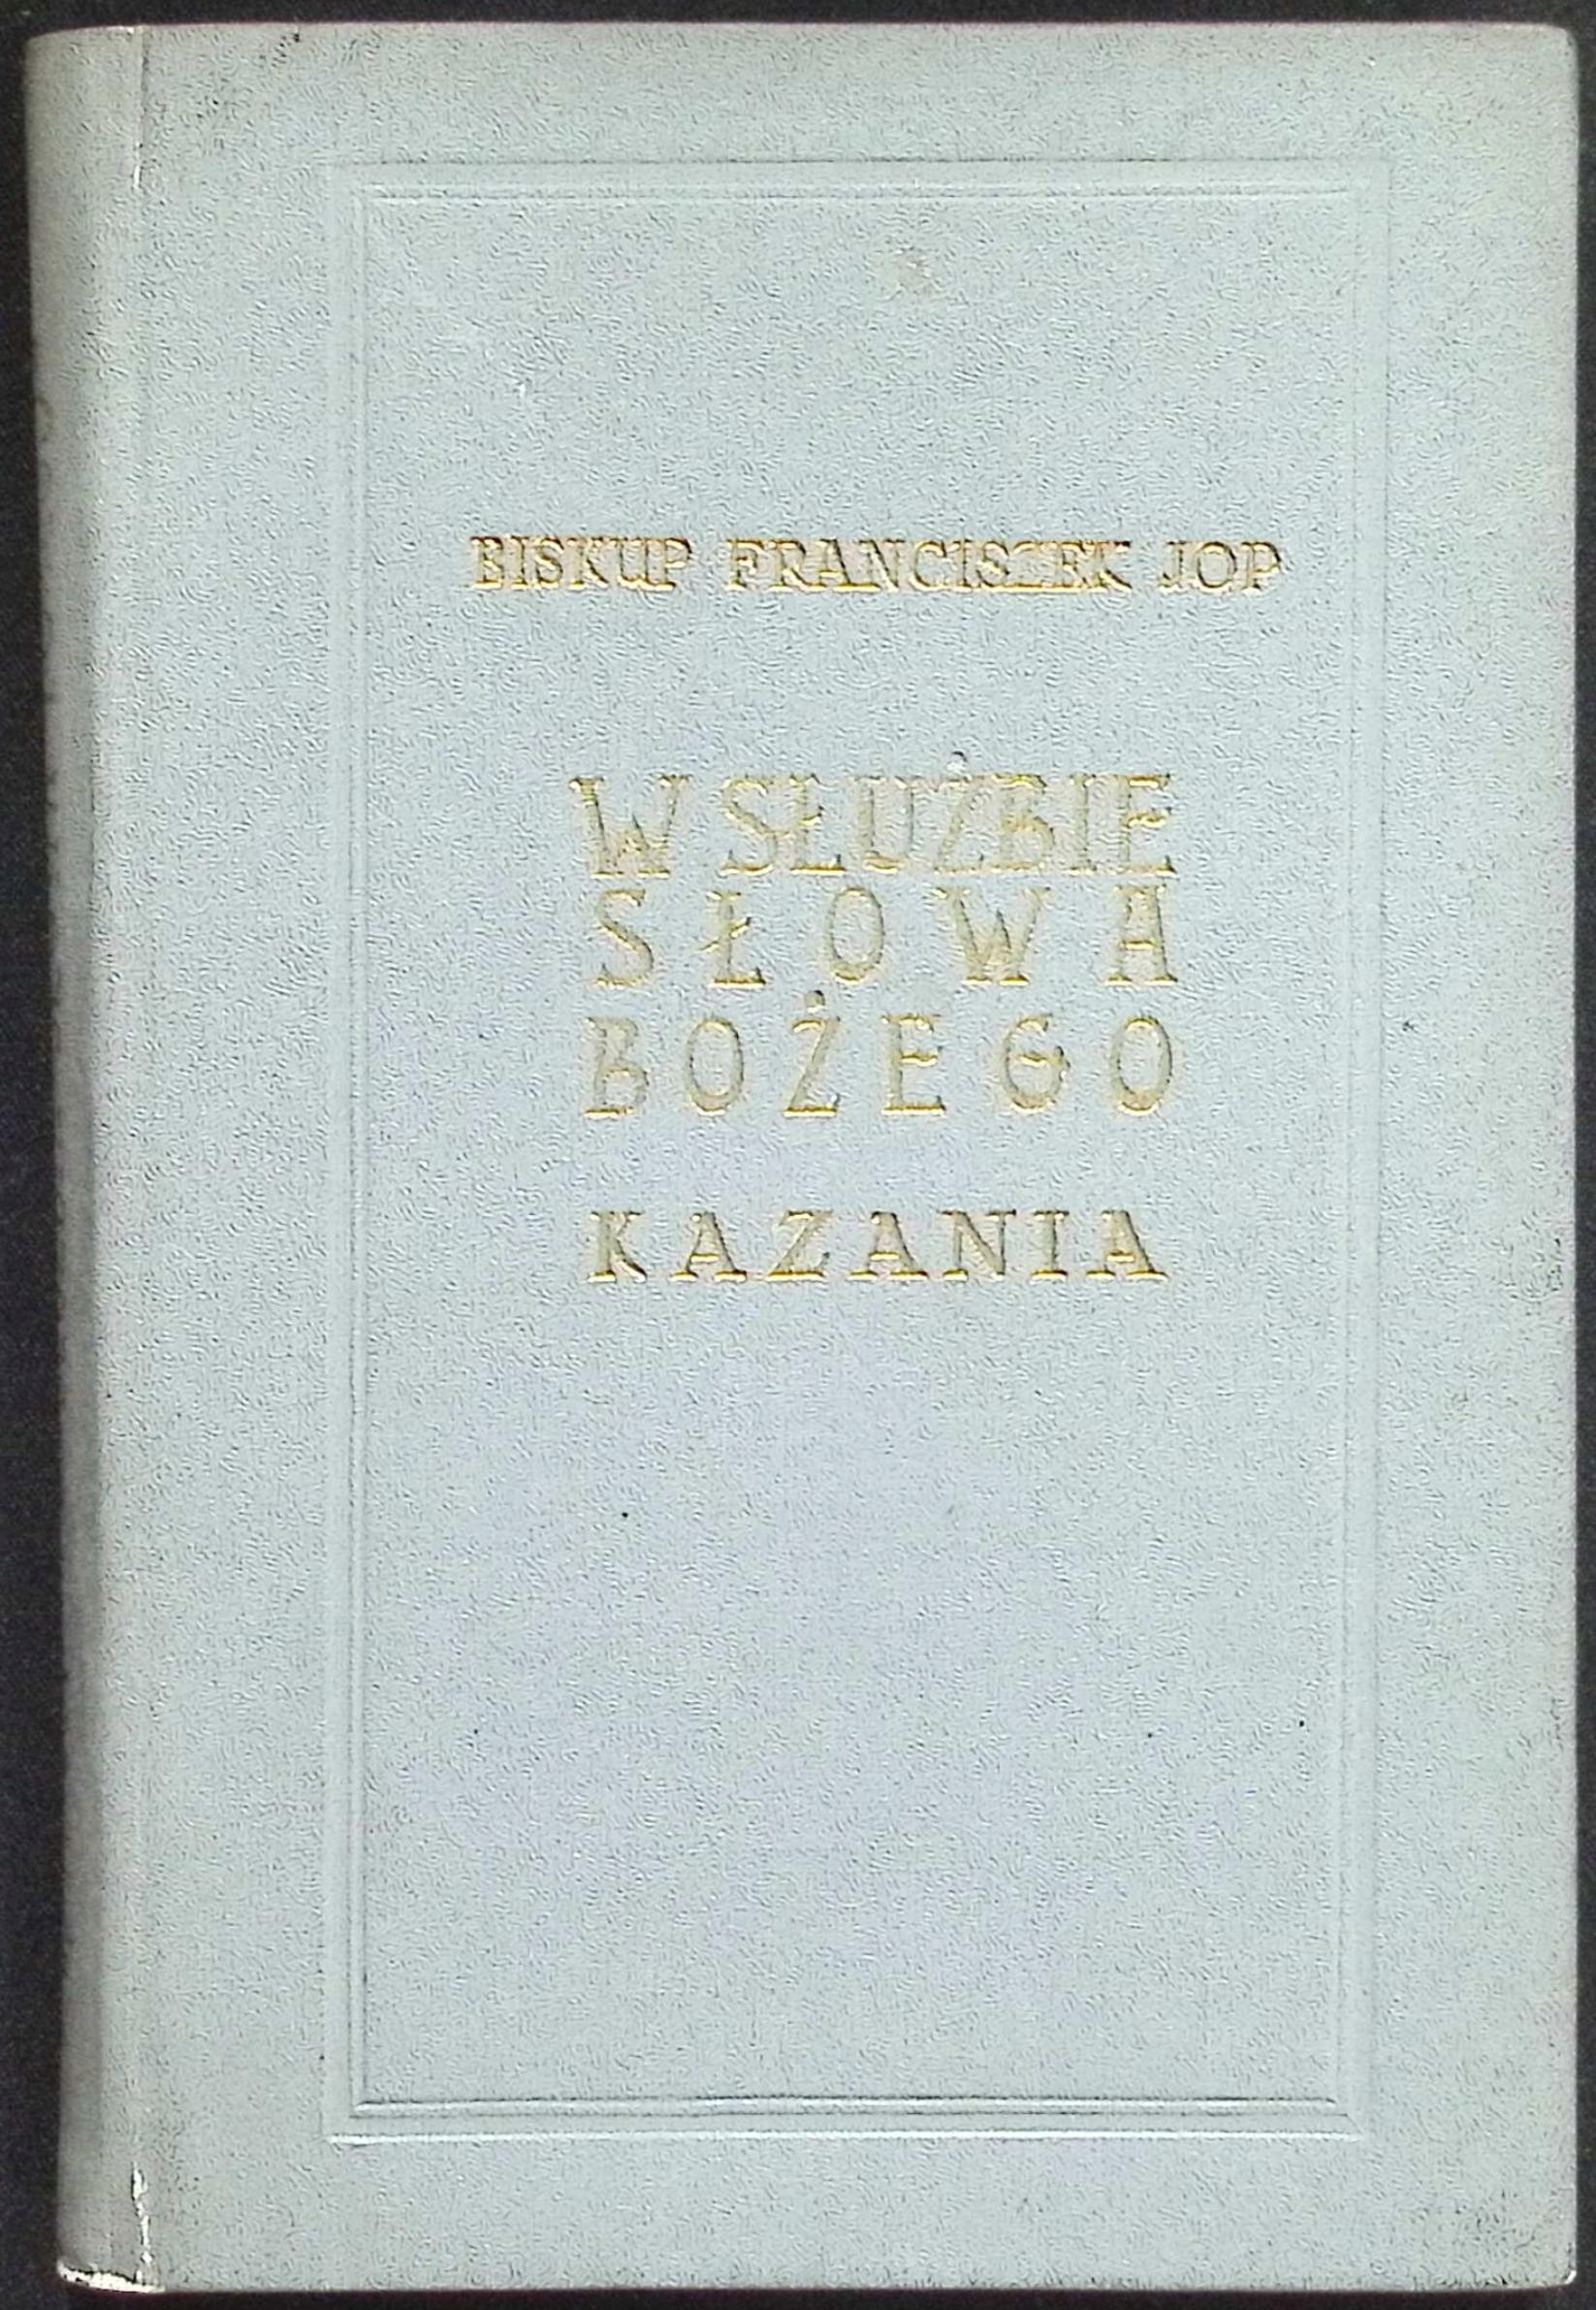 BISKUP FRANCISZEK JOP
W SŁUŻBIE
SŁOWA
BOŻEGO
KAZANIA